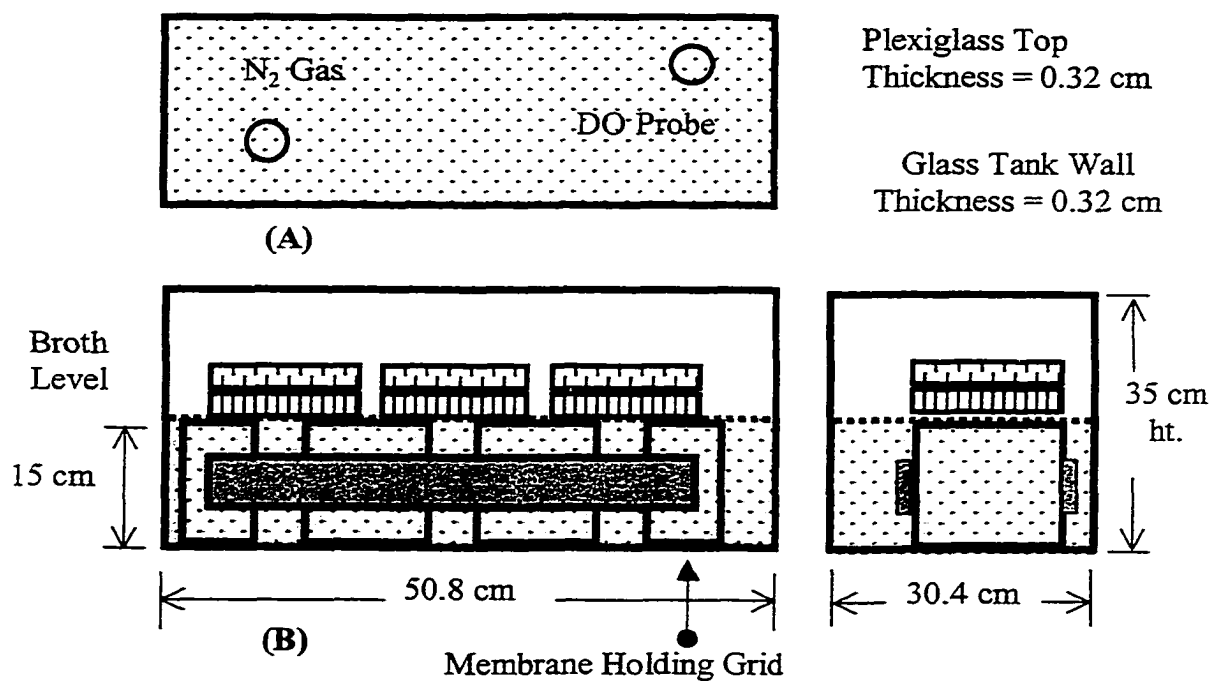 N₂ Gas
DO Probe
Plexiglass Top
Thickness = 0.32 cm
Glass Tank Wall
Thickness = 0.32 cm
(A)
Broth
Level
15 cm
35 cm
ht.
50.8 cm
30.4 cm
(B)
Membrane Holding Grid